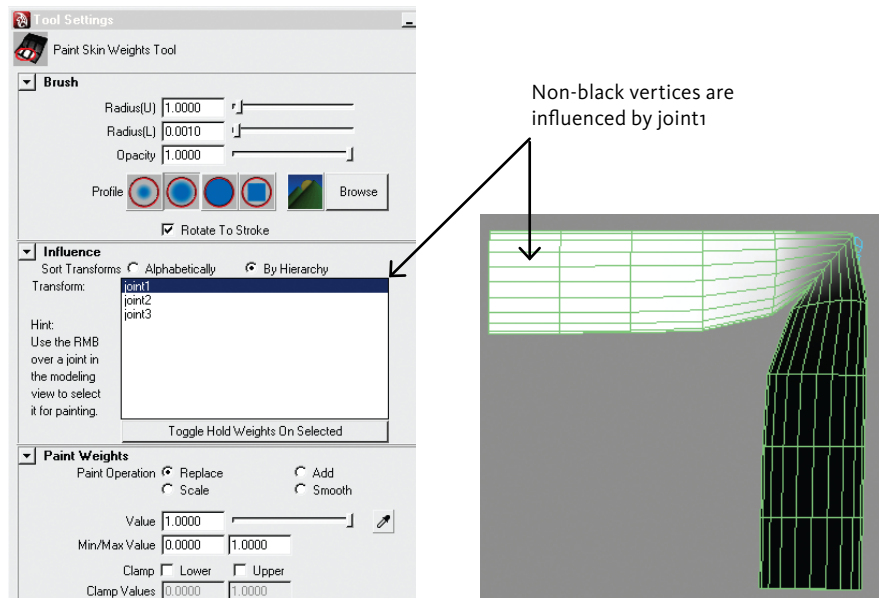 Tool Settings
Paint Skin Weights Tool
Brush
Radius(U) 1.0000
Radius(L) 0.0010
Opacity 1.0000
Profile Browse
Rotate To Stroke
Influence
Sort Transforms Alphabetically By Hierarchy
Transform: joint1
joint2
joint3
Hint:
Use the RMB
over a joint in
the modeling
view to select
it for painting.
Toggle Hold Weights On Selected
Paint Weights
Paint Operation Replace Add
Scale Smooth
Value 1.0000
Min/Max Value 0.0000 1.0000
Clamp Lower Upper
Clamp Values 0.0000 1.0000
Non-black vertices are
influenced by joint1